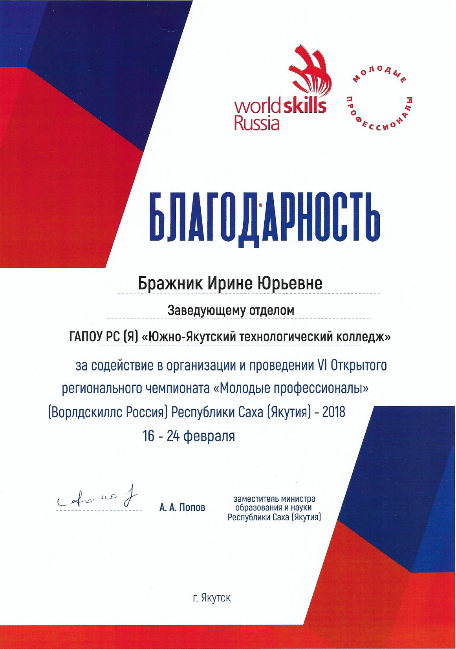 worldskills
Russia
МОЛОДЫЕ
ПРОФЕССИОНАЛЫ
БЛАГОДАРНОСТЬ
Бражник Ирине Юрьевне
Заведующему отделом
ГАПОУ РС (Я) «Южно-Якутский технологический колледж»
за содействие в организации и проведении VI Открытого
регионального чемпионата «Молодые профессионалы»
(Ворлдскиллс Россия) Республики Саха (Якутия) - 2018
16 - 24 февраля
А. А. Попов
заместитель министра
образования и науки
Республики Саха (Якутия)
г. Якутск